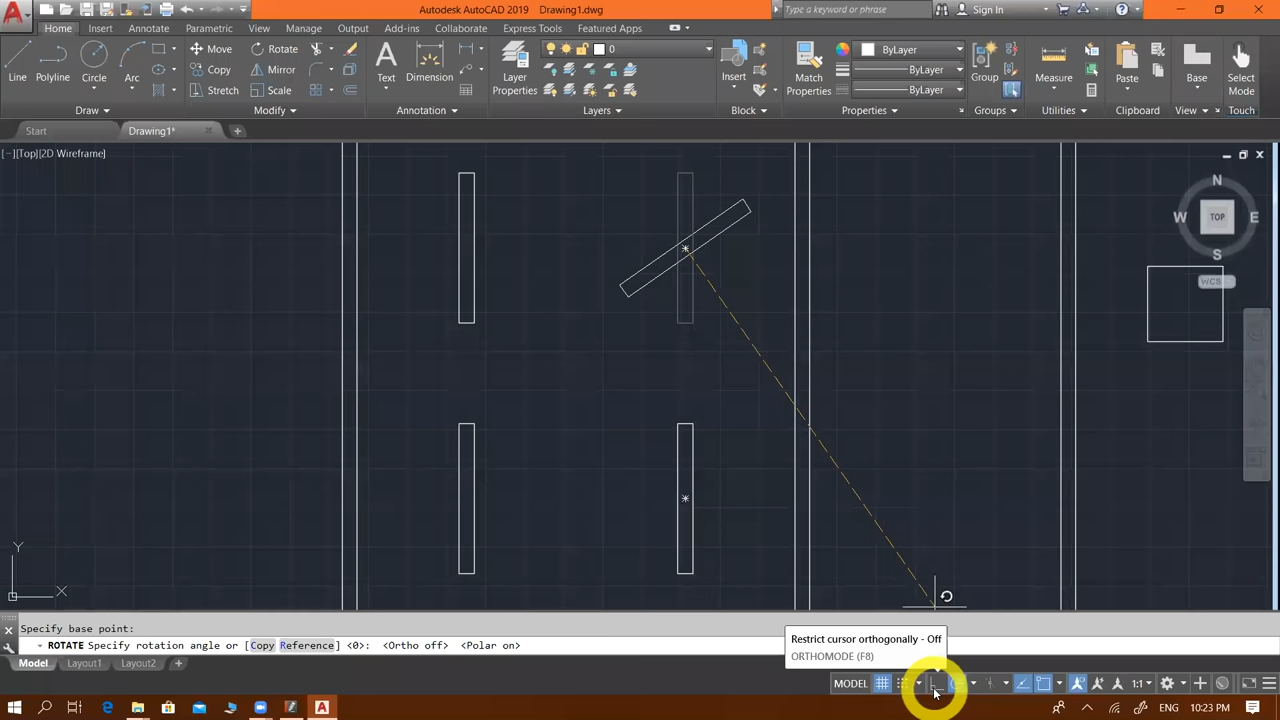 Autodesk AutoCAD 2019 Drawing1.dwg
Type a keyword or phrase
Sign In
Home Insert Annotate Parametric View Manage Output Add-ins Collaborate Express Tools Featured Apps
Line Polyline Circle Arc
Move Rotate
Copy Mirror
Stretch Scale
Text Dimension
Layer Properties
0
Insert
Match Properties
ByLayer
ByLayer
ByLayer
Group
Measure
Paste
Base
Select Mode
Draw Modify Annotation Layers Block Properties Groups Utilities Clipboard View Touch
Start Drawing1*
[−][Top][2D Wireframe]
N
W TOP E
S
WCS
Y
X
Specify base point:
ROTATE Specify rotation angle or [Copy Reference] <0>: <Ortho off> <Polar on>
Restrict cursor orthogonally - Off
ORTHOMODE (F8)
Model Layout1 Layout2
MODEL
1:1
ENG 10:23 PM